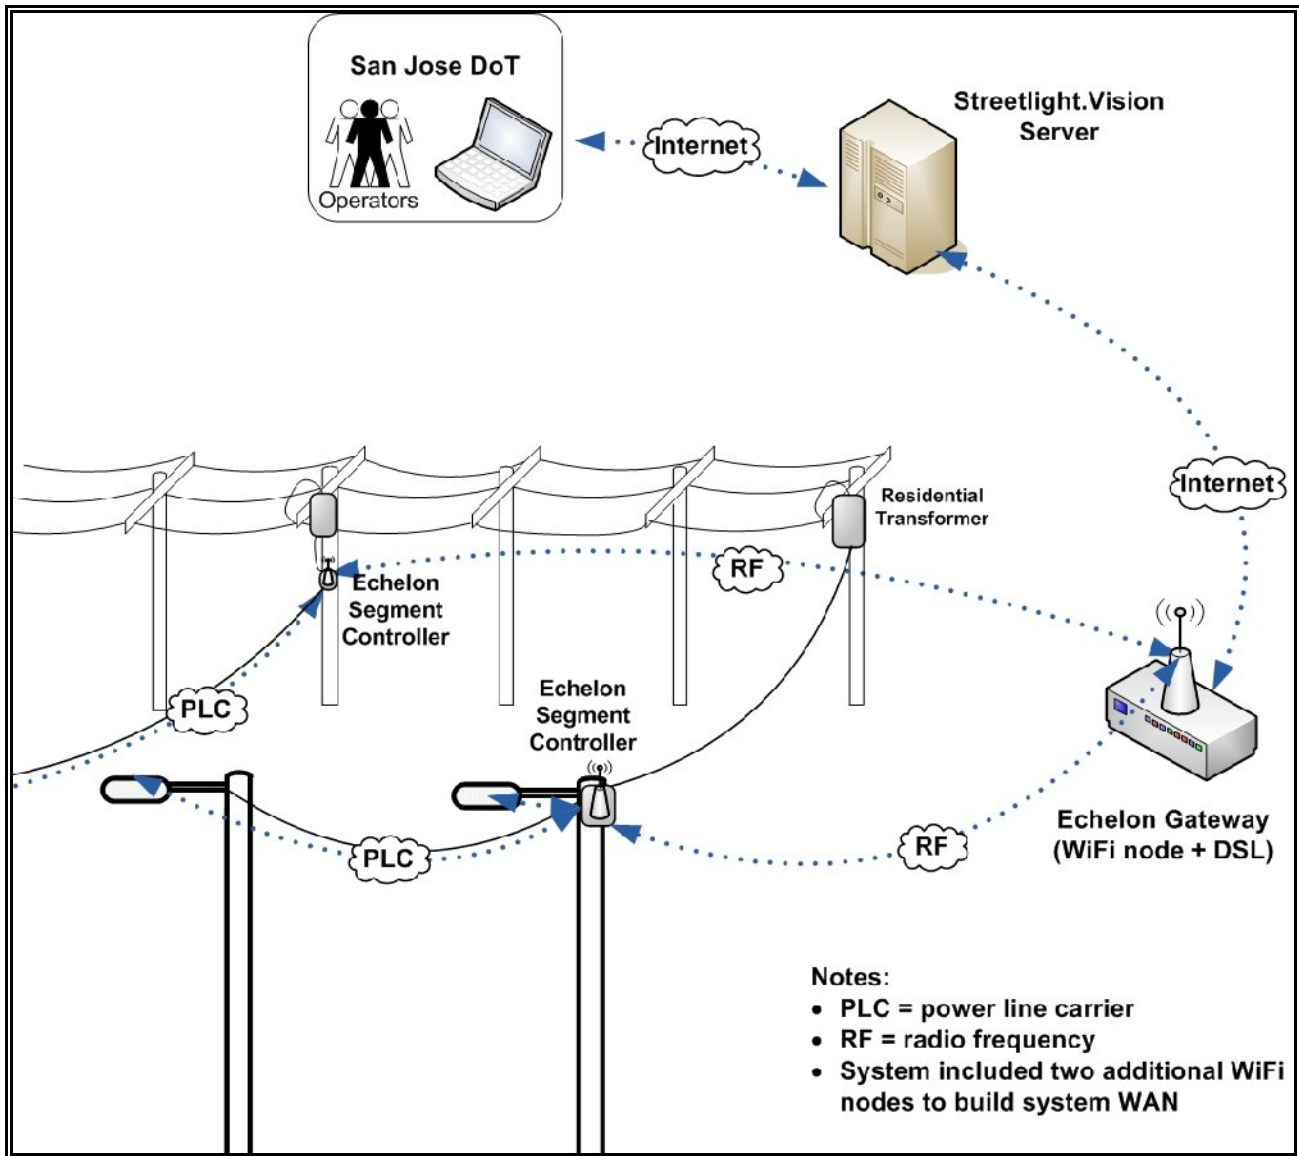 San Jose DoT
Operators
Internet
Streetlight.Vision
Server
Internet
Residential
Transformer
RF
Echelon
Segment
Controller
PLC
Echelon
Segment
Controller
PLC
RF
Echelon Gateway
(WiFi node + DSL)
Notes:
• PLC = power line carrier
• RF = radio frequency
• System included two additional WiFi
nodes to build system WAN